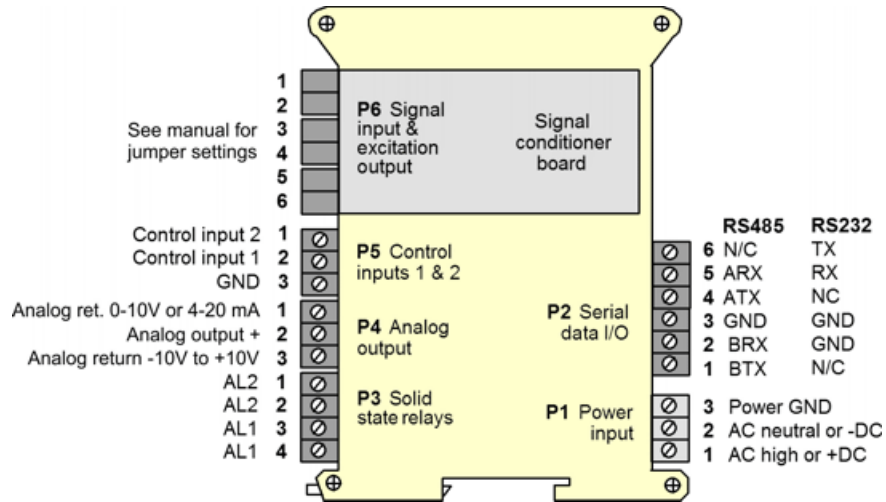 1
2
See manual for 3
jumper settings 4
5
6
P6 Signal
input &
excitation
output
Signal
conditioner
board
Control input 2 1
Control input 1 2
GND 3
P5 Control
inputs 1 & 2
Analog ret. 0-10V or 4-20 mA 1
Analog output + 2
Analog return -10V to +10V 3
P4 Analog
output
AL2 1
AL2 2
AL1 3
AL1 4
P3 Solid
state relays
RS485 RS232
6 N/C TX
5 ARX RX
4 ATX NC
3 GND GND
2 BRX GND
1 BTX N/C
P2 Serial
data I/O
P1 Power
input
3 Power GND
2 AC neutral or -DC
1 AC high or +DC